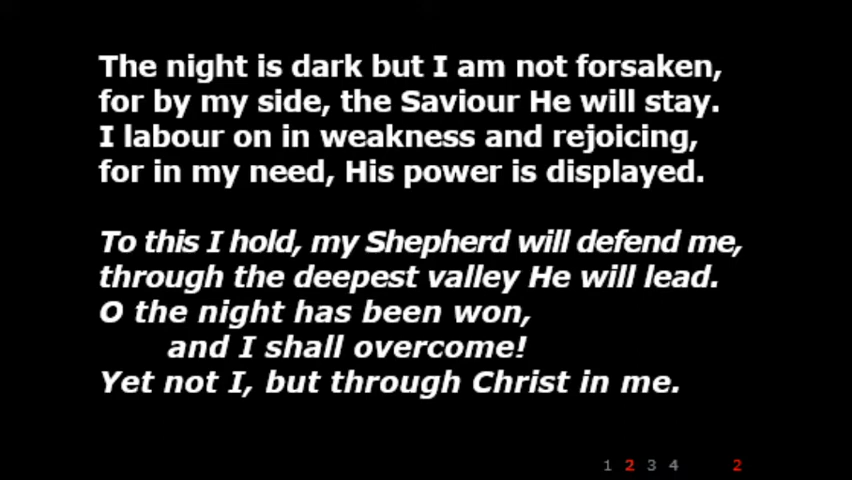 The night is dark but I am not forsaken,
for by my side, the Saviour He will stay.
I labour on in weakness and rejoicing,
for in my need, His power is displayed.
To this I hold, my Shepherd will defend me,
through the deepest valley He will lead.
O the night has been won,
and I shall overcome!
Yet not I, but through Christ in me.
1 2 3 4 2